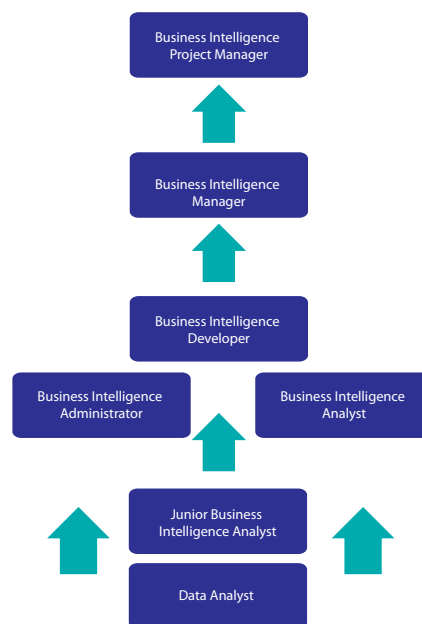 Business Intelligence
Project Manager
Business Intelligence
Manager
Business Intelligence
Developer
Business Intelligence
Administrator
Business Intelligence
Analyst
Junior Business
Intelligence Analyst
Data Analyst